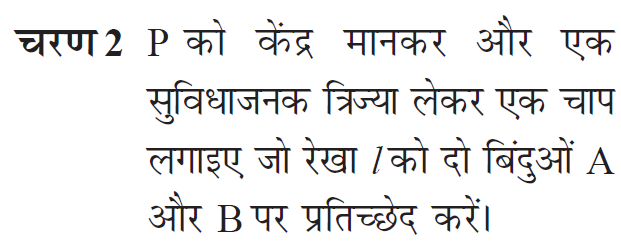 चरण 2 P को केंद्र मानकर और एक
सुविधाजनक त्रिज्या लेकर एक चाप
लगाइए जो रेखा l को दो बिंदुओं A
और B पर प्रतिच्छेद करें।